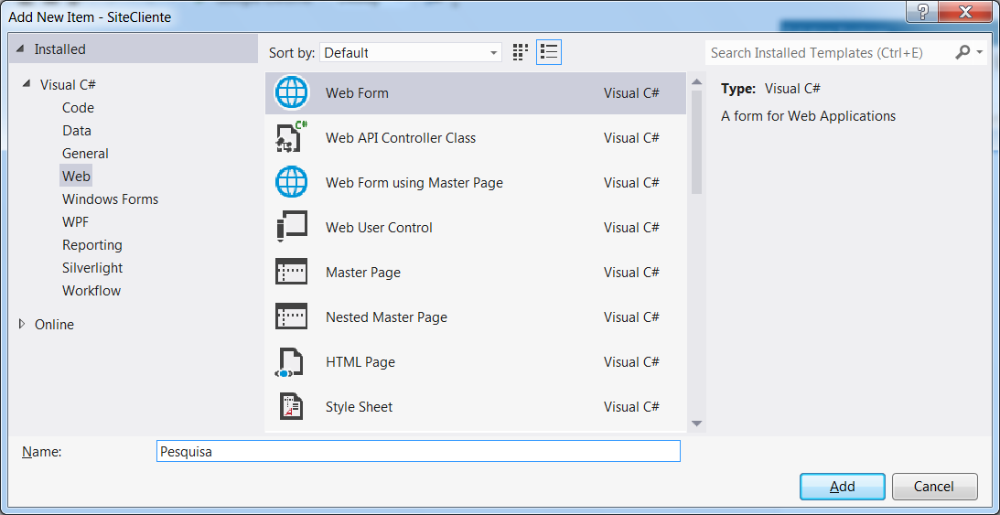 Add New Item - SiteCliente
Installed
Visual C#
Code
Data
General
Web
Windows Forms
WPF
Reporting
Silverlight
Workflow
Online
Sort by: Default
Web Form Visual C#
C#
Web API Controller Class Visual C#
Web Form using Master Page Visual C#
Web User Control Visual C#
Master Page Visual C#
Nested Master Page Visual C#
HTML Page Visual C#
Style Sheet Visual C#
Search Installed Templates (Ctrl+E)
Type: Visual C#
A form for Web Applications
Name: Pesquisa
Add Cancel